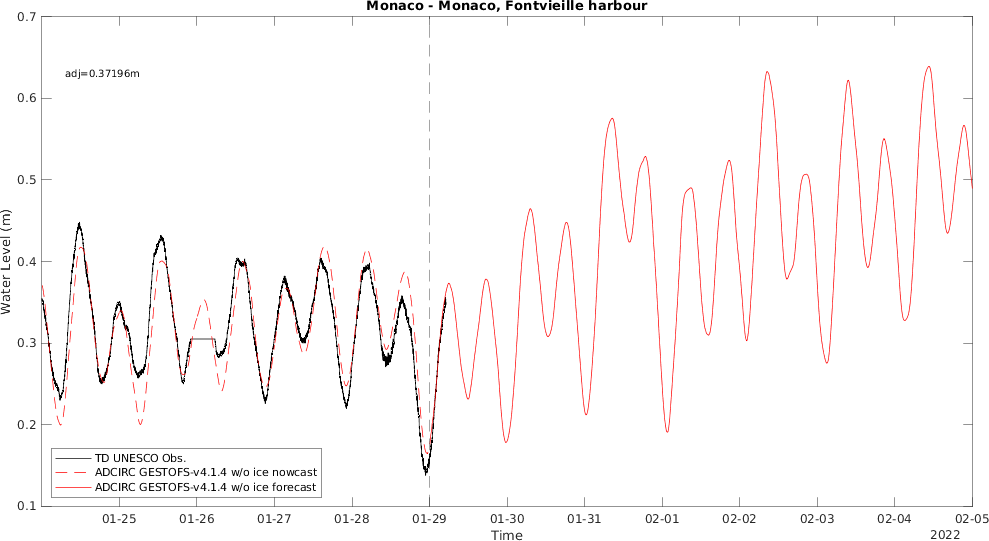 Monaco - Monaco, Fontvieille harbour
0.7
adj=0.37196m
0.6
0.5
0.4
Water Level (m)
0.3
0.2
TD UNESCO Obs.
ADCIRC GESTOFS-v4.1.4 w/o ice nowcast
ADCIRC GESTOFS-v4.1.4 w/o ice forecast
0.1
01-25 01-26 01-27 01-28 01-29 01-30 01-31 02-01 02-02 02-03 02-04 02-05
Time
2022